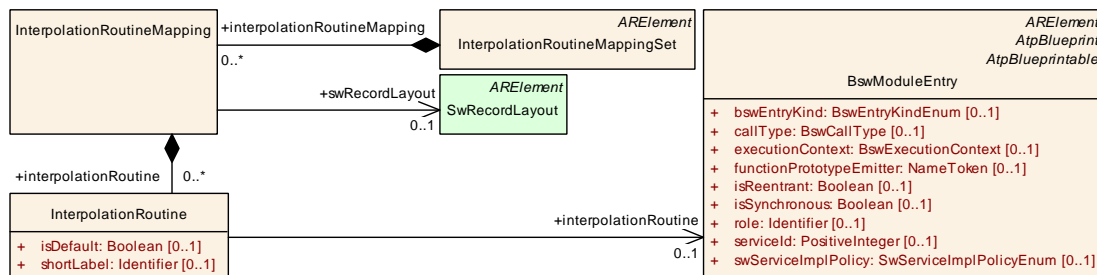 InterpolationRoutineMapping
+interpolationRoutineMapping
0..*
ARElement
InterpolationRoutineMappingSet
+swRecordLayout
0..1
ARElement
SwRecordLayout
ARElement
AtpBlueprint
AtpBlueprintable
BswModuleEntry
+ bswEntryKind: BswEntryKindEnum [0..1]
+ callType: BswCallType [0..1]
+ executionContext: BswExecutionContext [0..1]
+ functionPrototypeEmitter: NameToken [0..1]
+ isReentrant: Boolean [0..1]
+ isSynchronous: Boolean [0..1]
+ role: Identifier [0..1]
+ serviceId: PositiveInteger [0..1]
+ swServiceImplPolicy: SwServiceImplPolicyEnum [0..1]
+interpolationRoutine
0..*
InterpolationRoutine
+ isDefault: Boolean [0..1]
+ shortLabel: Identifier [0..1]
+interpolationRoutine
0..1